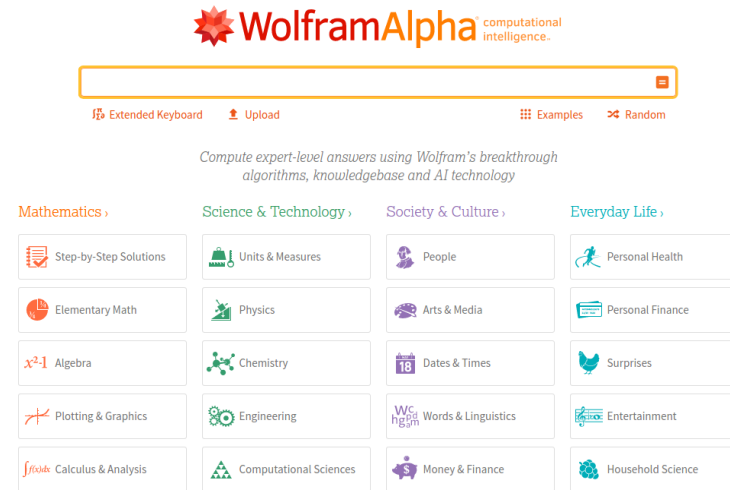 WolframAlpha computational intelligence™
Extended Keyboard
Upload
Examples
Random
Compute expert-level answers using Wolfram's breakthrough
algorithms, knowledgebase and AI technology
Mathematics ›
Step-by-Step Solutions
Elementary Math
x²-1 Algebra
Plotting & Graphics
∫f(x)dx Calculus & Analysis
Science & Technology ›
Units & Measures
Physics
Chemistry
Engineering
Computational Sciences
Society & Culture ›
People
Arts & Media
18 Dates & Times
Words & Linguistics
$ Money & Finance
Everyday Life ›
Personal Health
Personal Finance
Surprises
Entertainment
Household Science